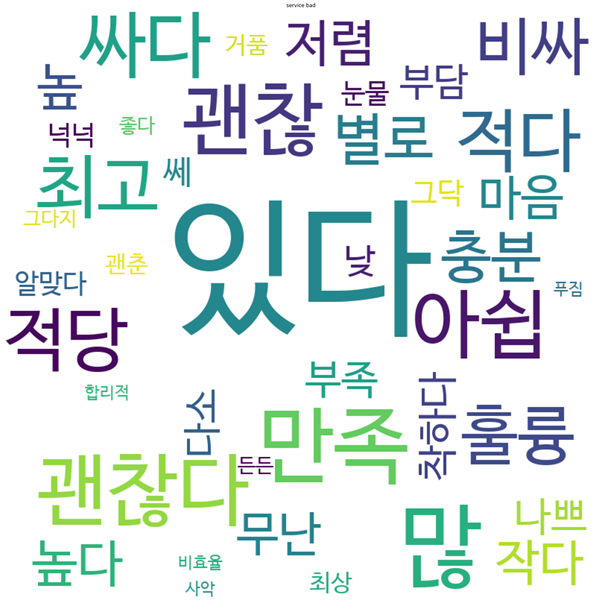 service bad
싸다
거품
저렴
비싸
높
괜찮
눈물
부담
넉넉
좋다
별로
적다
최고
쎄
그닥
마음
그다지
있다
낮
충분
괜춘
알맞다
푸짐
적당
아쉽
합리적
부족
다소
만족
착하다
훌륭
괜찮다
든든
무난
많
나쁘
높다
비효율
작다
사악
최상